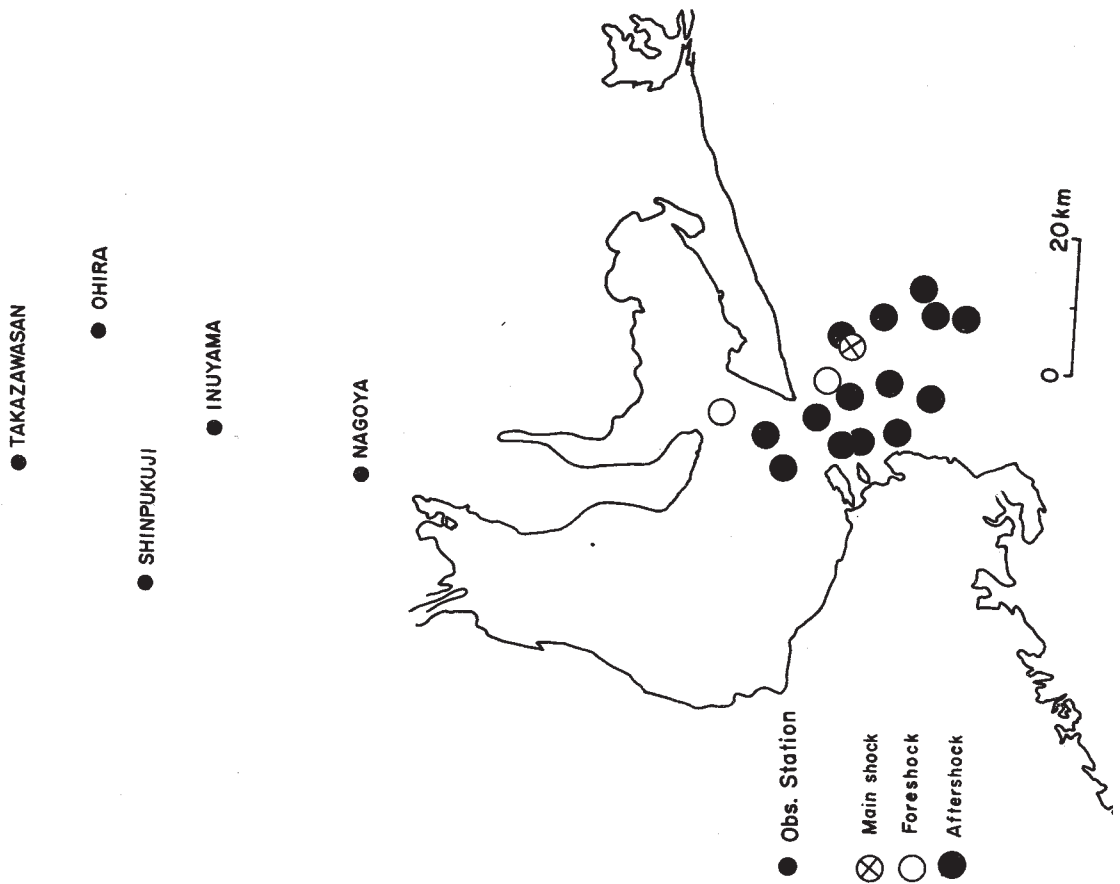 TAKAZAWASAN
OHIRA
SHINPUKUJI
INUYAMA
NAGOYA
0 20km
Obs. Station
Main shock
Foreshock
Aftershock